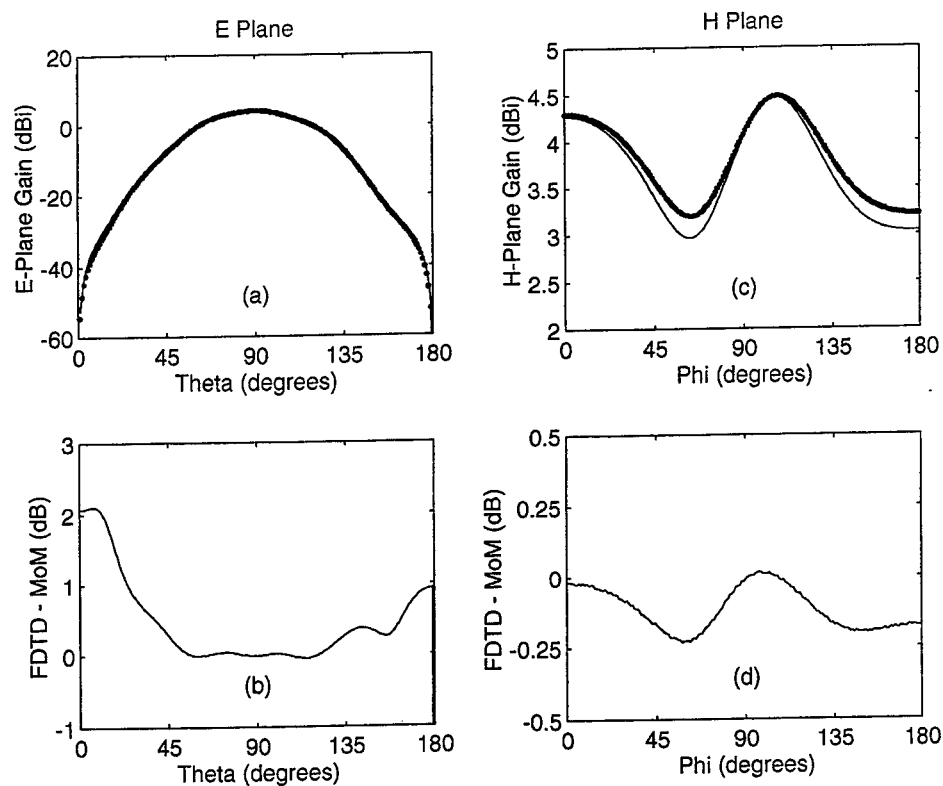 E Plane
20
0
-20
-40
-60
E-Plane Gain (dBi)
(a)
0 45 90 135 180
Theta (degrees)
H Plane
5
4.5
4
3.5
3
2.5
2
H-Plane Gain (dBi)
(c)
0 45 90 135 180
Phi (degrees)
3
2
1
0
-1
FDTD - MoM (dB)
(b)
0 45 90 135 180
Theta (degrees)
0.5
0.25
0
-0.25
-0.5
FDTD - MoM (dB)
(d)
0 45 90 135 180
Phi (degrees)